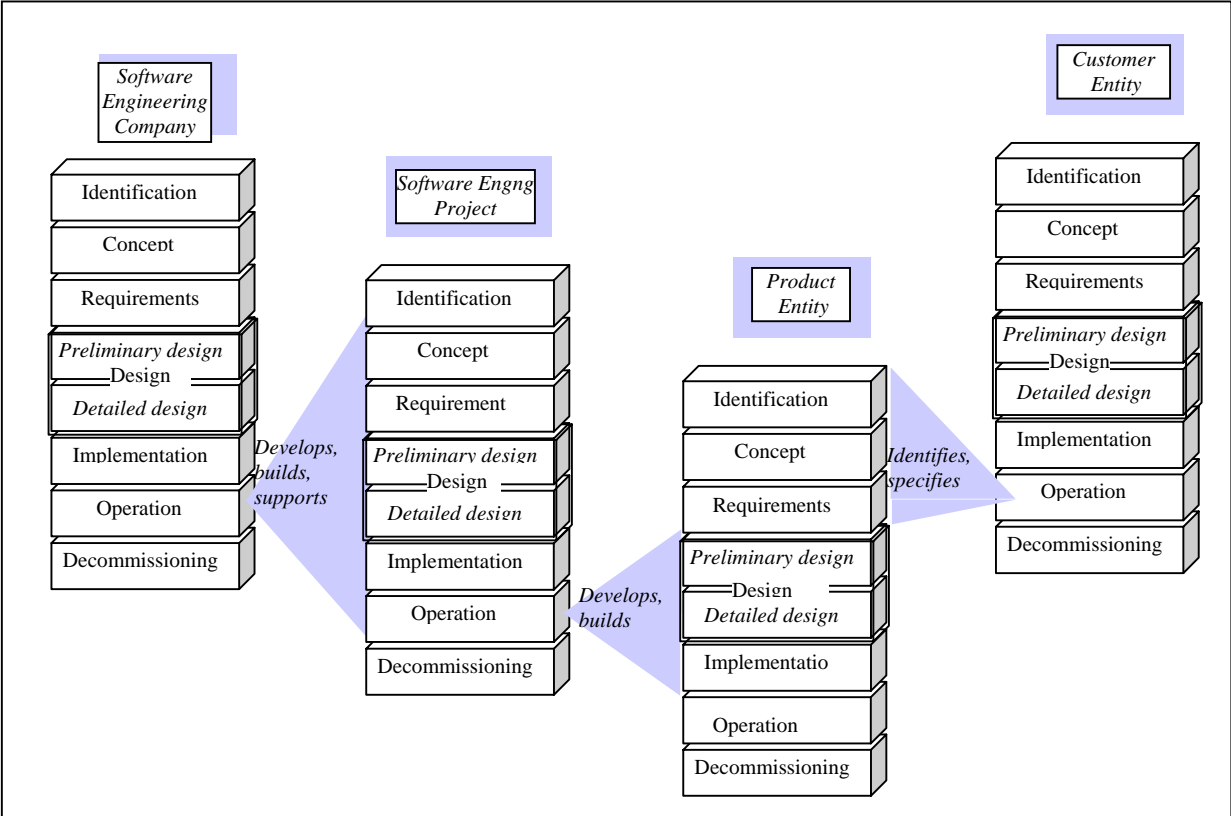 Software
Engineering
Company
Identification
Concept
Requirements
Preliminary design
Design
Detailed design
Implementation
Operation
Decommissioning
Develops,
builds,
supports
Software Engng
Project
Identification
Concept
Requirement
Preliminary design
Design
Detailed design
Implementation
Operation
Decommissioning
Develops,
builds
Product
Entity
Identification
Concept
Requirements
Preliminary design
Design
Detailed design
Implementatio
Operation
Decommissioning
Identifies,
specifies
Customer
Entity
Identification
Concept
Requirements
Preliminary design
Design
Detailed design
Implementation
Operation
Decommissioning